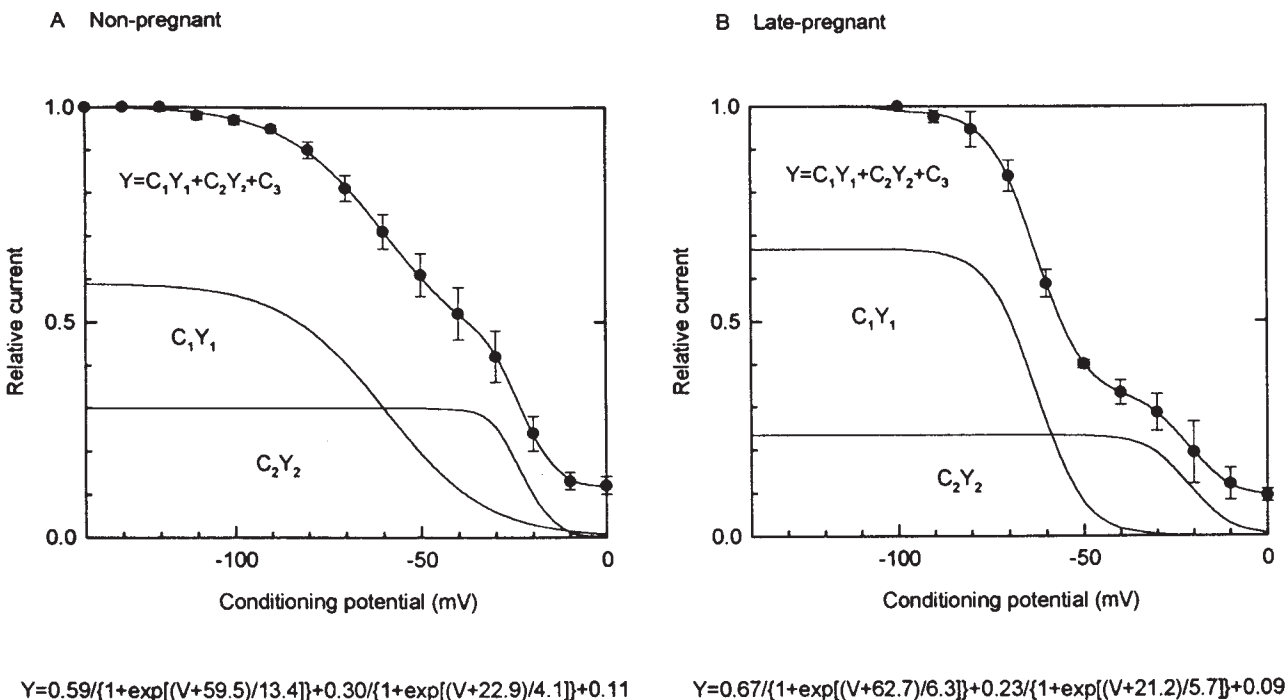 A Non-pregnant
1.0
Y=C₁Y₁+C₂Y₂+C₃
Relative current
0.5
C₁Y₁
C₂Y₂
0.0
-100
-50
0
Conditioning potential (mV)
Y=0.59/{1+exp[(V+59.5)/13.4]}+0.30/{1+exp[(V+22.9)/4.1]}+0.11
B Late-pregnant
1.0
Y=C₁Y₁+C₂Y₂+C₃
Relative current
0.5
C₁Y₁
C₂Y₂
0.0
-100
-50
0
Conditioning potential (mV)
Y=0.67/{1+exp[(V+62.7)/6.3]}+0.23/{1+exp[(V+21.2)/5.7]}+0.09